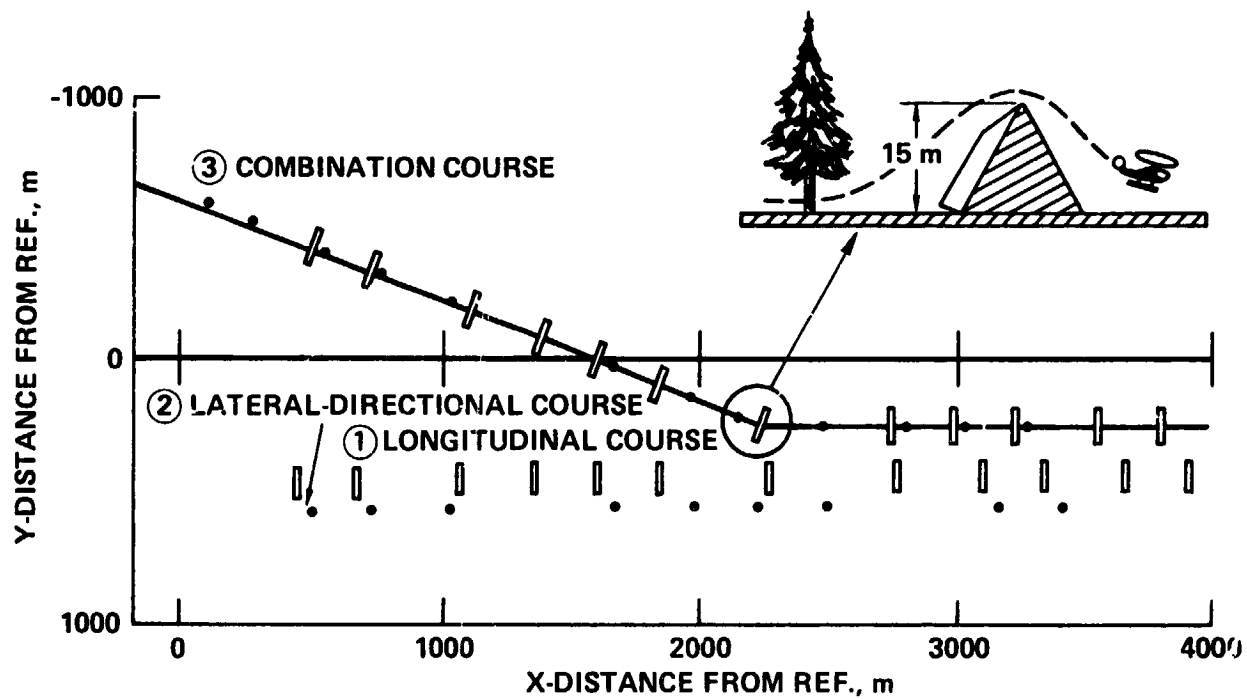 -1000
③ COMBINATION COURSE
15 m
Y-DISTANCE FROM REF., m
0
② LATERAL-DIRECTIONAL COURSE
① LONGITUDINAL COURSE
1000
0 1000 2000 3000 4000
X-DISTANCE FROM REF., m